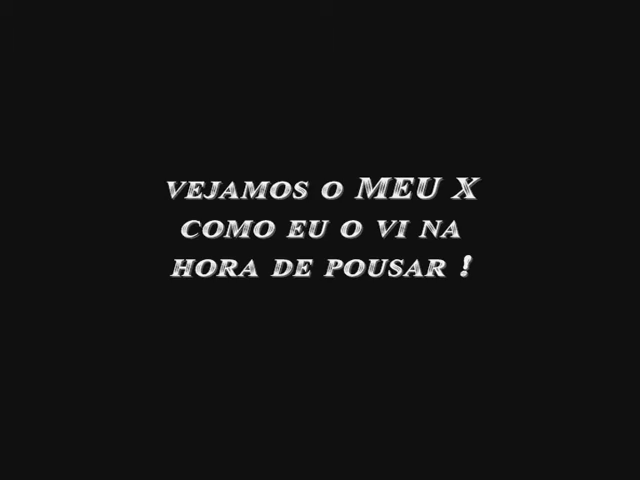 VEJAMOS O MEU X
COMO EU O VI NA
HORA DE POUSAR !